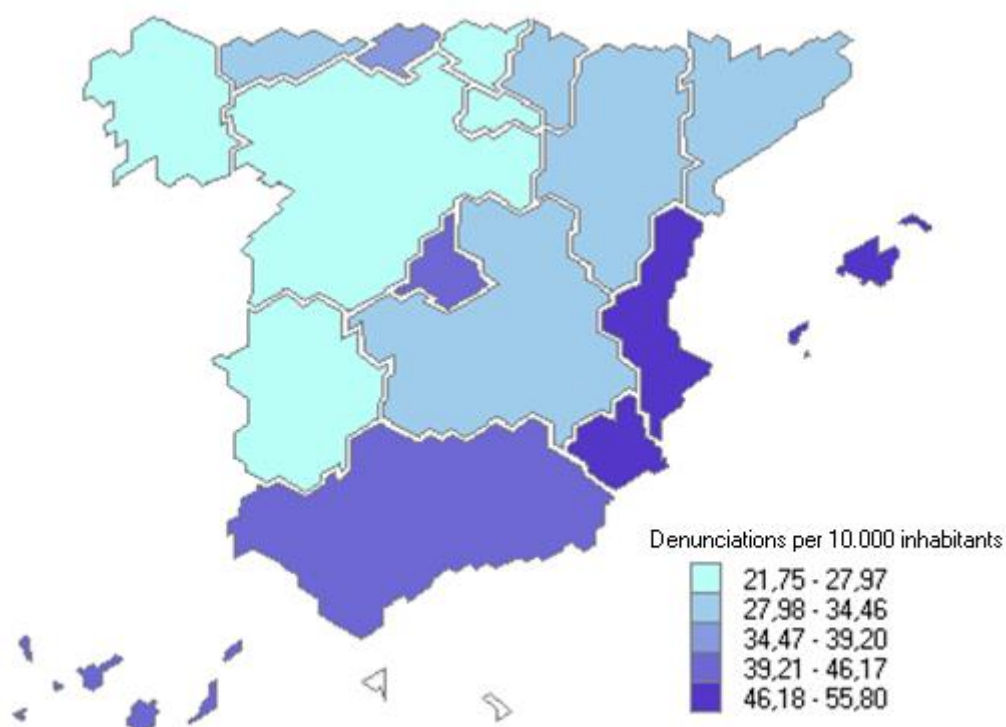 Denunciations per 10.000 inhabitants
21,75 - 27,97
27,98 - 34,46
34,47 - 39,20
39,21 - 46,17
46,18 - 55,80